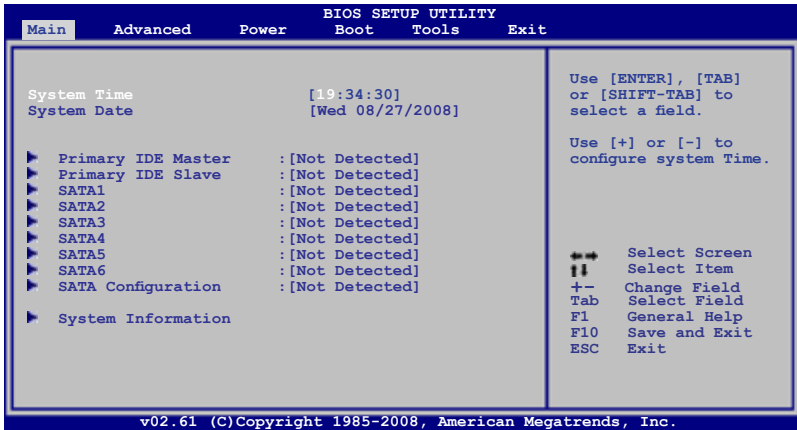 BIOS SETUP UTILITY
Main Advanced Power Boot Tools Exit
System Time [19:34:30]
System Date [Wed 08/27/2008]
Primary IDE Master :[Not Detected]
Primary IDE Slave :[Not Detected]
SATA1 :[Not Detected]
SATA2 :[Not Detected]
SATA3 :[Not Detected]
SATA4 :[Not Detected]
SATA5 :[Not Detected]
SATA6 :[Not Detected]
SATA Configuration :[Not Detected]
System Information
Use [ENTER], [TAB]
or [SHIFT-TAB] to
select a field.
Use [+] or [-] to
configure system Time.
←→ Select Screen
↑↓ Select Item
+- Change Field
Tab Select Field
F1 General Help
F10 Save and Exit
ESC Exit
v02.61 (C)Copyright 1985-2008, American Megatrends, Inc.